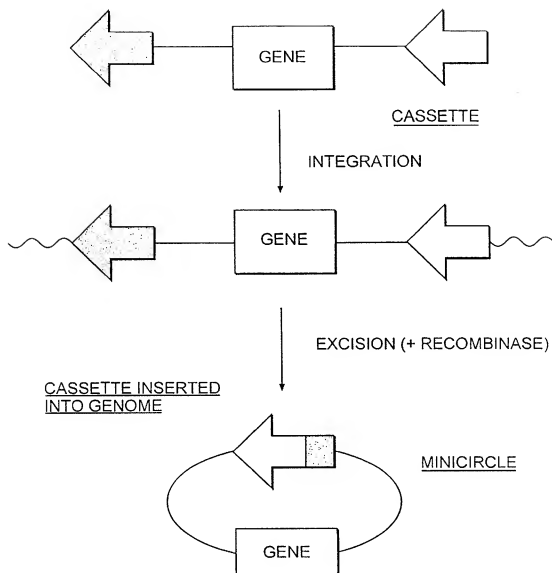 GENE
CASSETTE
INTEGRATION
GENE
EXCISION (+ RECOMBINASE)
CASSETTE INSERTED
INTO GENOME
MINICIRCLE
GENE